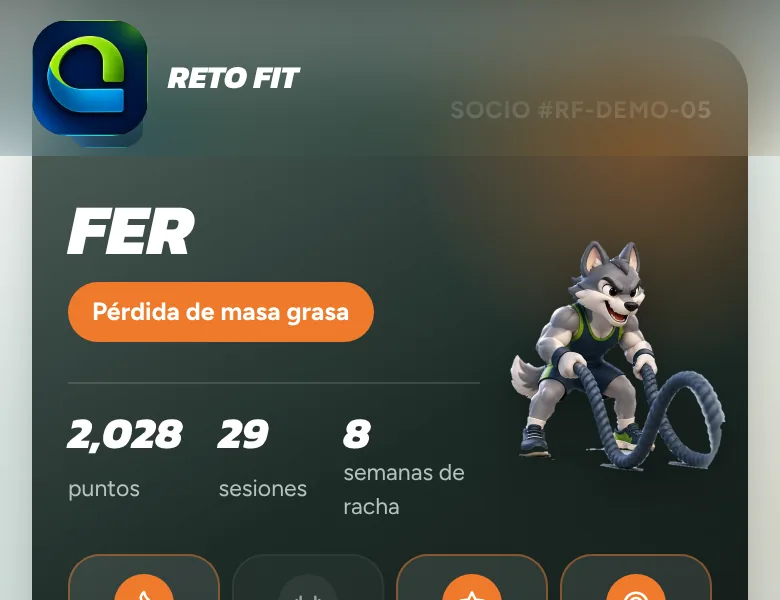 RETO FIT
SOCIO #RF-DEMO-05
FER
Pérdida de masa grasa
2,028
puntos
29
sesiones
8
semanas de
racha